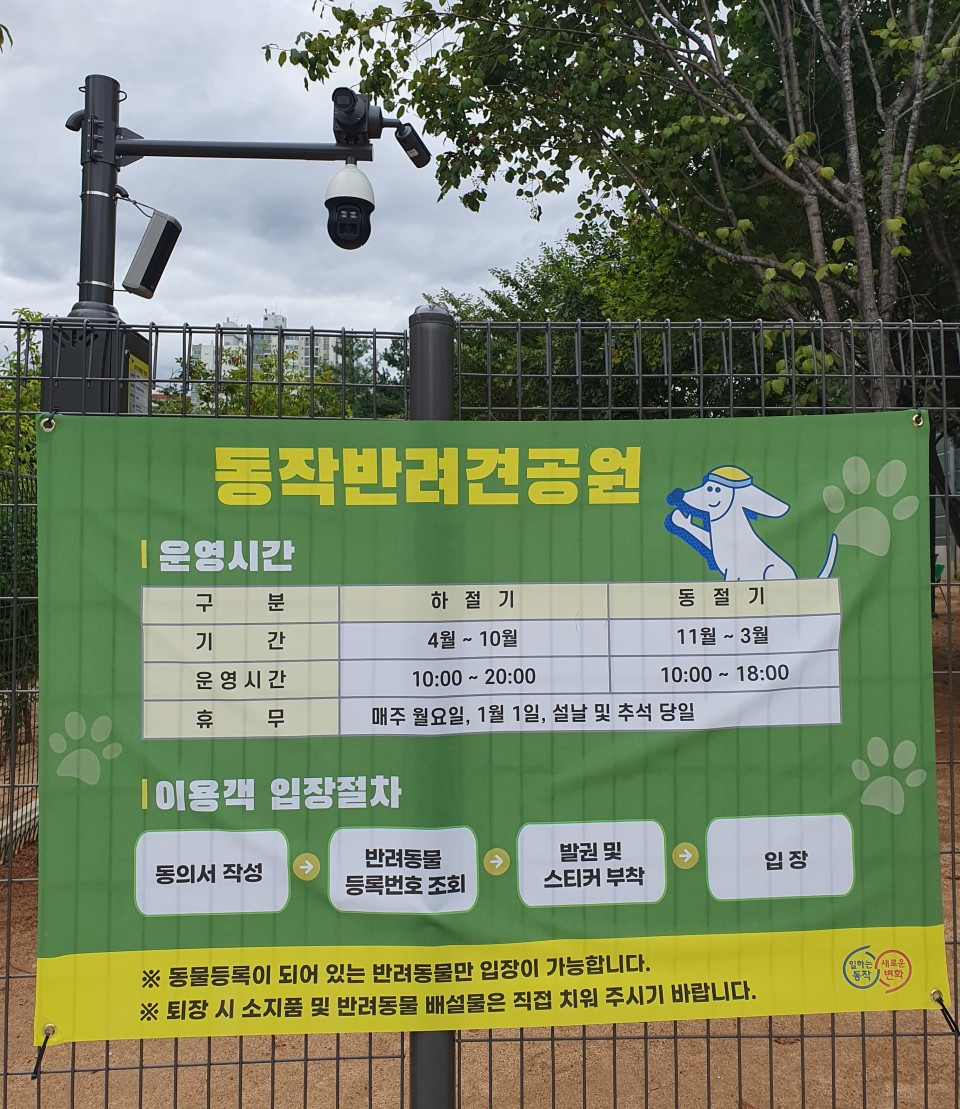 동작반려견공원
운영시간
구 분 하 절 기 동 절 기
기 간 4월 ~ 10월 11월 ~ 3월
운영시간 10:00 ~ 20:00 10:00 ~ 18:00
휴 무 매주 월요일, 1월 1일, 설날 및 추석 당일
이용객 입장절차
동의서 작성
반려동물
등록번호 조회
발권 및
스티커 부착
입 장
※ 동물등록이 되어 있는 반려동물만 입장이 가능합니다.
※ 퇴장 시 소지품 및 반려동물 배설물은 직접 치워 주시기 바랍니다.
일하는
동작
새로운
변화